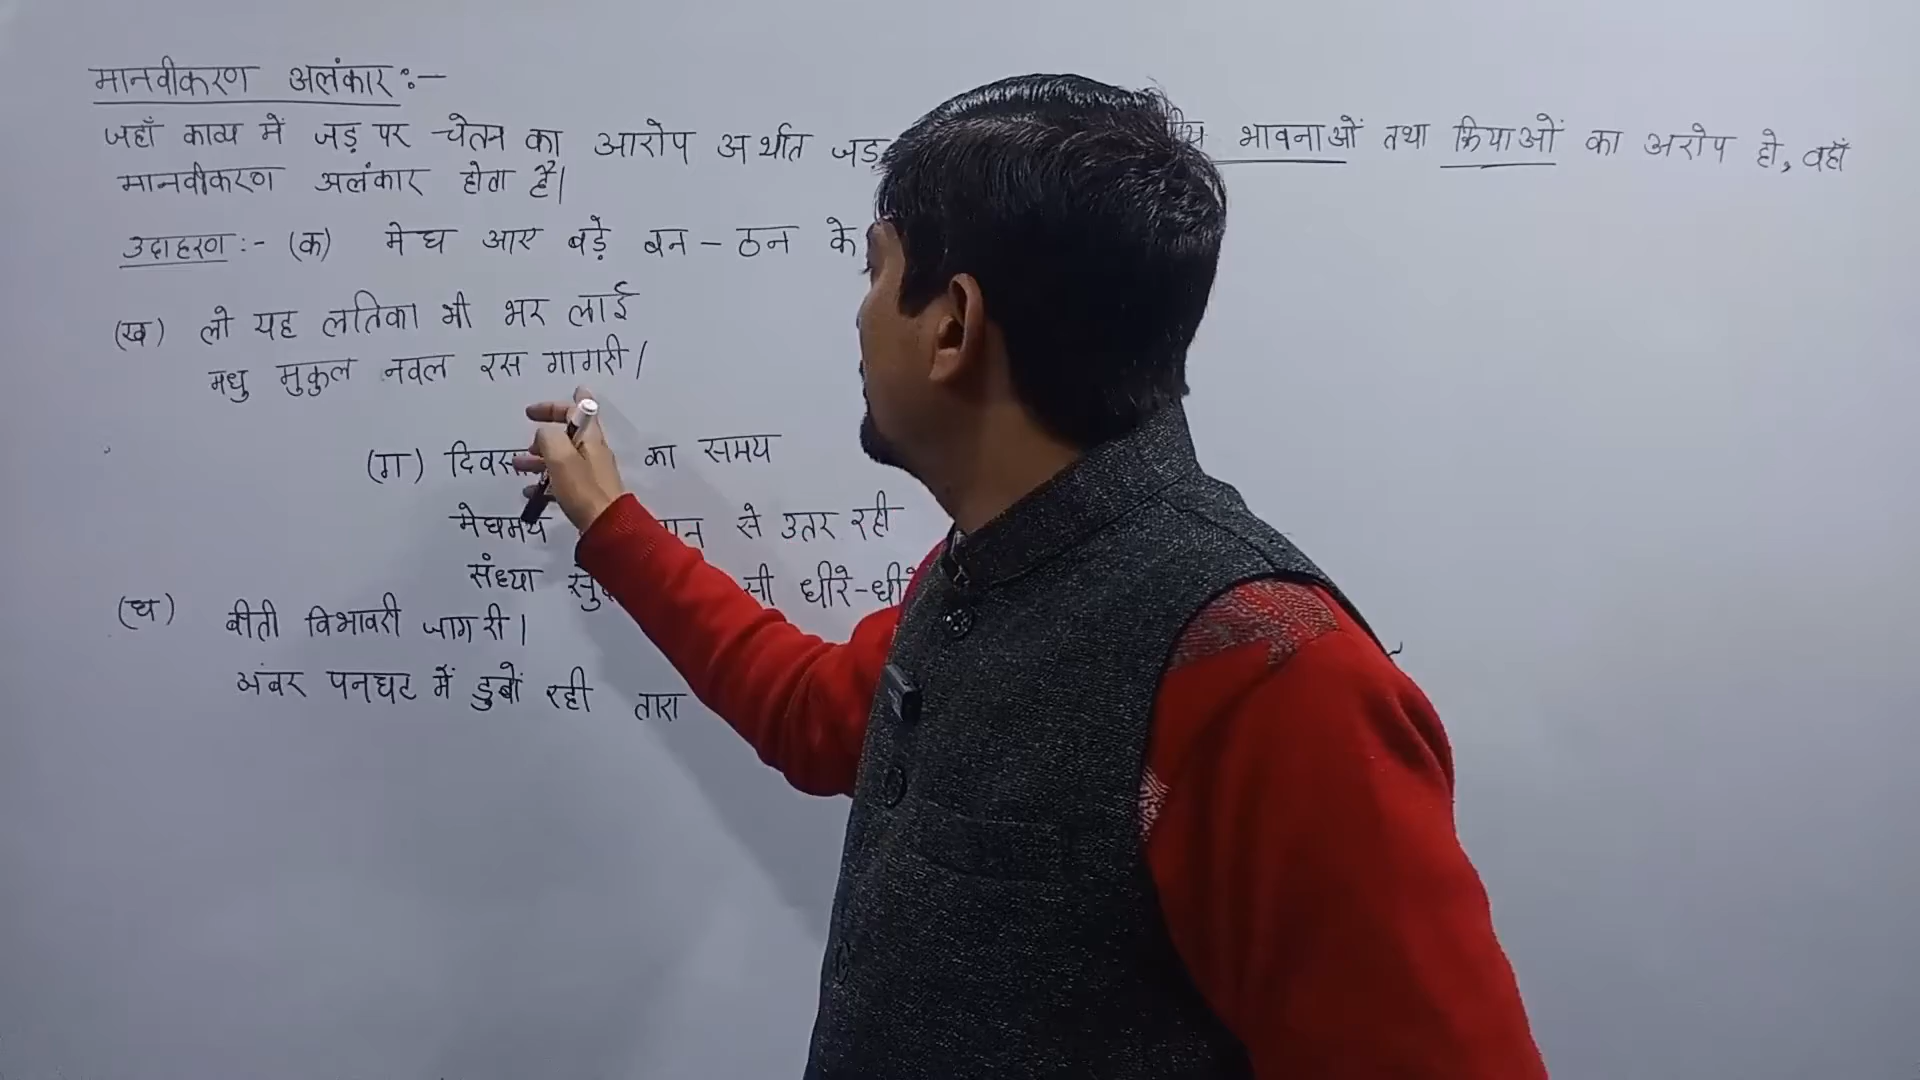 मानवीकरण अलंकार :-
जहाँ काव्य में जड़ पर चेतन का आरोप अर्थात जड़ भावनाओं तथा क्रियाओं का अरोप हो, वहाँ
मानवीकरण अलंकार होता है।
उदाहरण :- (क) मेघ आए बड़े बन - ठन के
(ख) लो यह लतिका भी भर लाई
मधु मुकुल नवल रस गागरी।
(ग) दिवसा का समय
मेघमय से उतर रही
संध्या सी धीरे-धीरे
(घ) बीती विभावरी जाग री।
अंबर पनघट में डुबों रही तारा